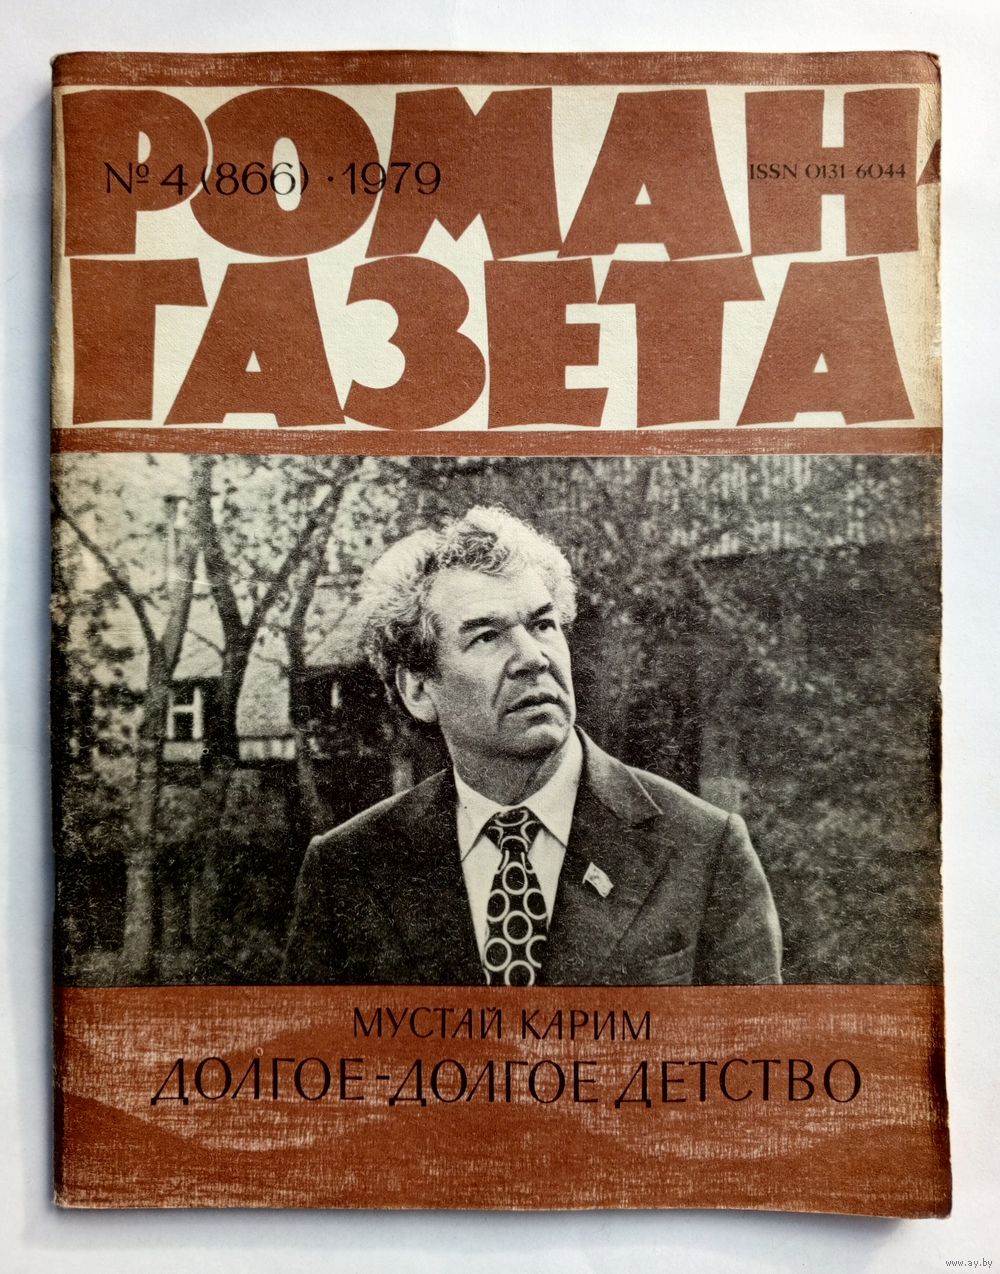 РОМАН
№ 4 (866) · 1979
ISSN 0131-6044
ГАЗЕТА
МУСТАЙ КАРИМ
ДОЛГОЕ-ДОЛГОЕ ДЕТСТВО
www.ay.by